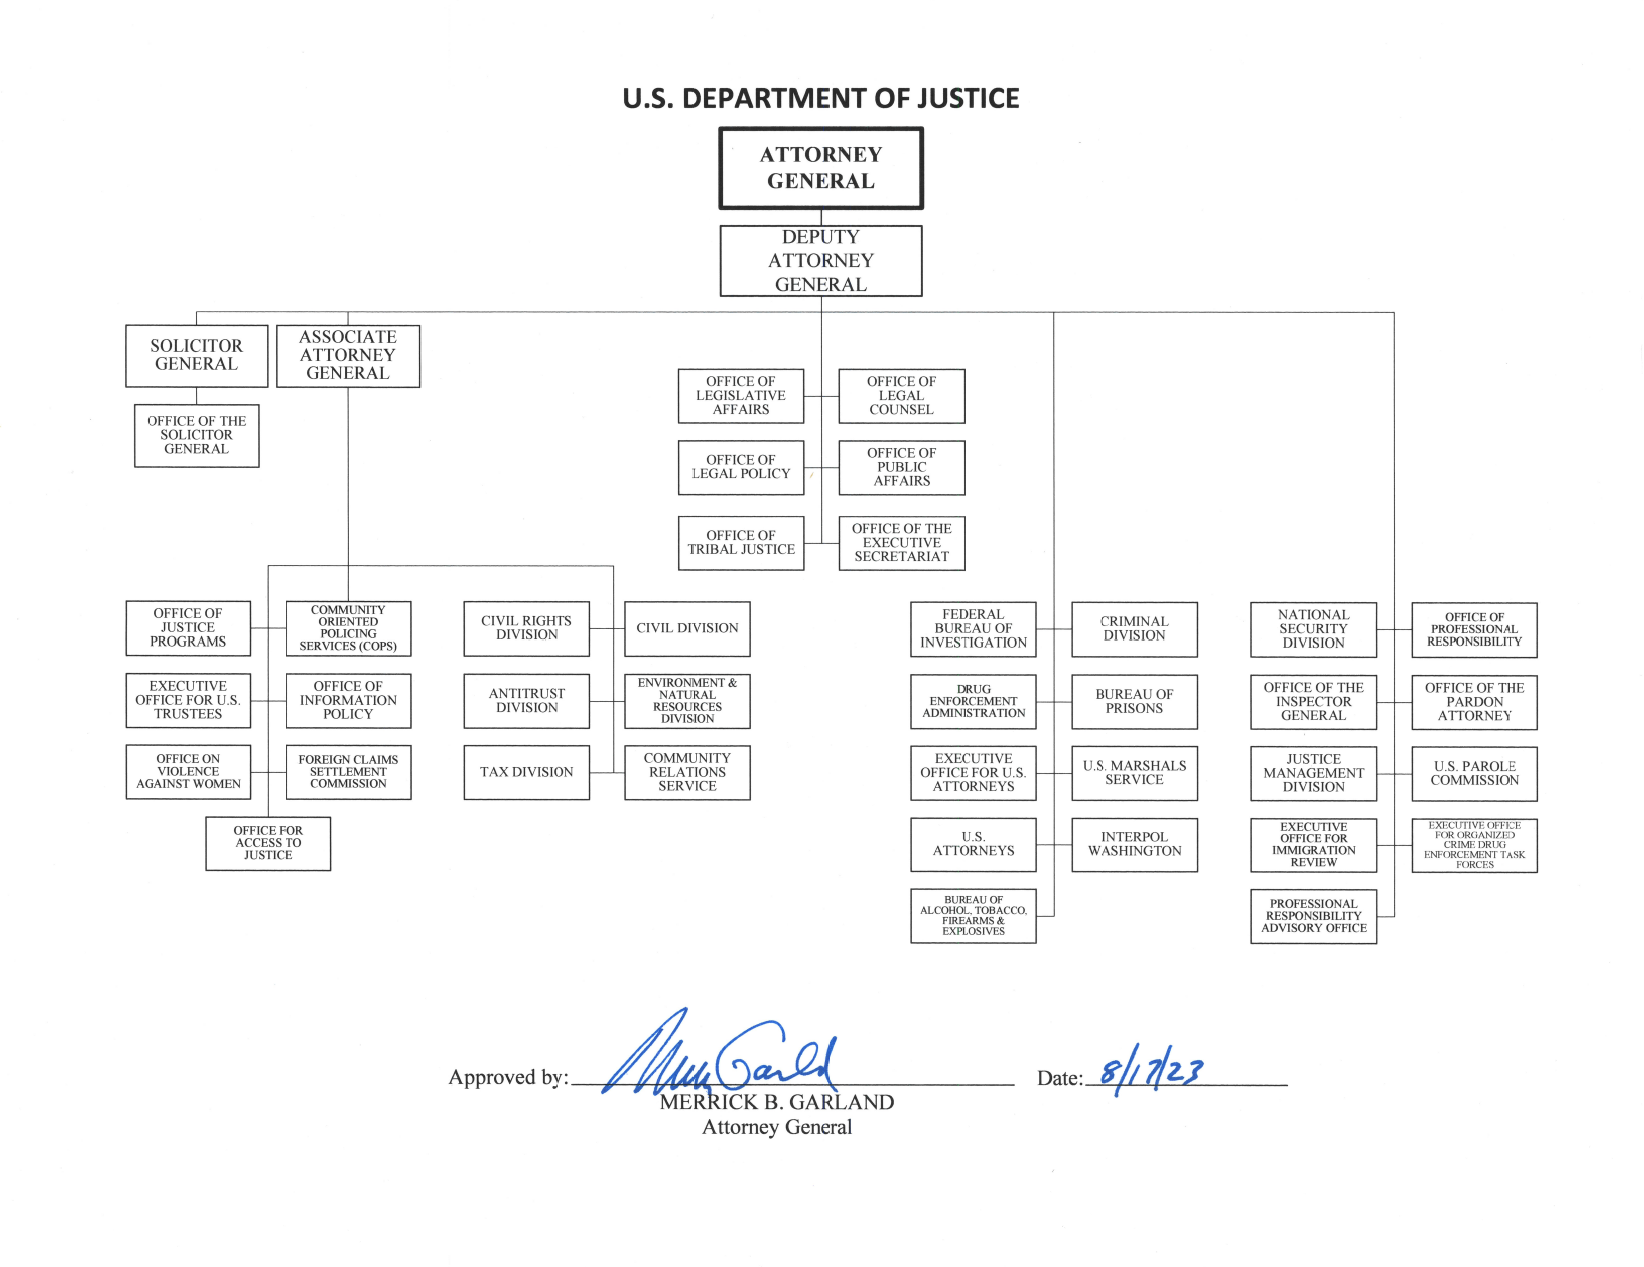 U.S. DEPARTMENT OF JUSTICE
ATTORNEY
GENERAL
DEPUTY
ATTORNEY
GENERAL
SOLICITOR
GENERAL
ASSOCIATE
ATTORNEY
GENERAL
OFFICE OF THE
SOLICITOR
GENERAL
OFFICE OF
LEGISLATIVE
AFFAIRS
OFFICE OF
LEGAL
COUNSEL
OFFICE OF
LEGAL POLICY
OFFICE OF
PUBLIC
AFFAIRS
OFFICE OF
TRIBAL JUSTICE
OFFICE OF THE
EXECUTIVE
SECRETARIAT
OFFICE OF
JUSTICE
PROGRAMS
COMMUNITY
ORIENTED
POLICING
SERVICES (COPS)
EXECUTIVE
OFFICE FOR U.S.
TRUSTEES
OFFICE OF
INFORMATION
POLICY
OFFICE ON
VIOLENCE
AGAINST WOMEN
FOREIGN CLAIMS
SETTLEMENT
COMMISSION
OFFICE FOR
ACCESS TO
JUSTICE
CIVIL RIGHTS
DIVISION
CIVIL DIVISION
ANTITRUST
DIVISION
ENVIRONMENT &
NATURAL
RESOURCES
DIVISION
TAX DIVISION
COMMUNITY
RELATIONS
SERVICE
FEDERAL
BUREAU OF
INVESTIGATION
CRIMINAL
DIVISION
DRUG
ENFORCEMENT
ADMINISTRATION
BUREAU OF
PRISONS
EXECUTIVE
OFFICE FOR U.S.
ATTORNEYS
U.S. MARSHALS
SERVICE
U.S.
ATTORNEYS
INTERPOL
WASHINGTON
BUREAU OF
ALCOHOL, TOBACCO,
FIREARMS &
EXPLOSIVES
NATIONAL
SECURITY
DIVISION
OFFICE OF
PROFESSIONAL
RESPONSIBILITY
OFFICE OF THE
INSPECTOR
GENERAL
OFFICE OF THE
PARDON
ATTORNEY
JUSTICE
MANAGEMENT
DIVISION
U.S. PAROLE
COMMISSION
EXECUTIVE
OFFICE FOR
IMMIGRATION
REVIEW
EXECUTIVE OFFICE
FOR ORGANIZED
CRIME DRUG
ENFORCEMENT TASK
FORCES
PROFESSIONAL
RESPONSIBILITY
ADVISORY OFFICE
Approved by:
Date: 8/17/23
MERRICK B. GARLAND
Attorney General